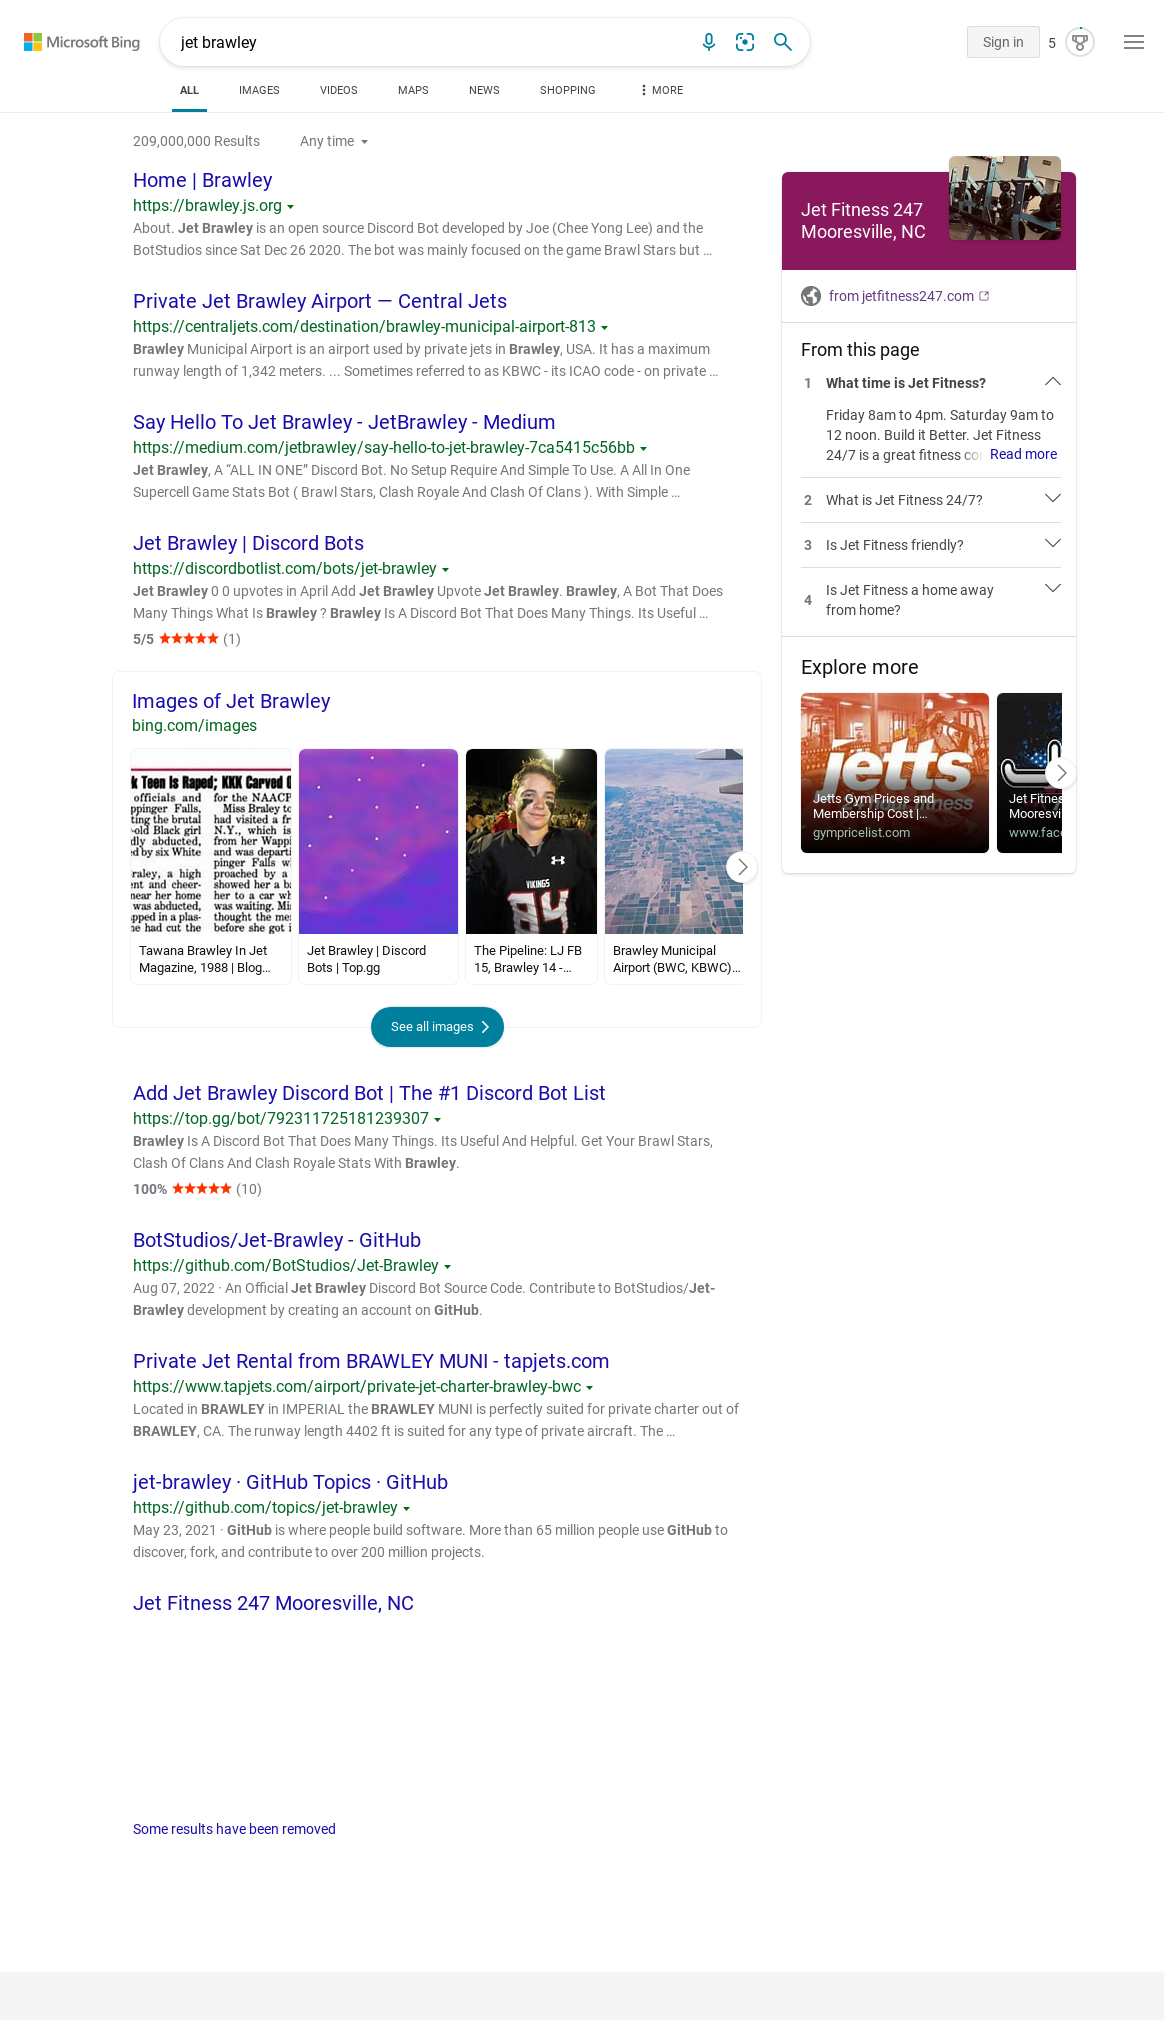 Microsoft Bing
jet brawley
Sign in
5
ALL
IMAGES
VIDEOS
MAPS
NEWS
SHOPPING
MORE
209,000,000 Results
Any time
Home | Brawley
https://brawley.js.org
About. Jet Brawley is an open source Discord Bot developed by Joe (Chee Yong Lee) and the
BotStudios since Sat Dec 26 2020. The bot was mainly focused on the game Brawl Stars but …
Private Jet Brawley Airport — Central Jets
https://centraljets.com/destination/brawley-municipal-airport-813
Brawley Municipal Airport is an airport used by private jets in Brawley, USA. It has a maximum
runway length of 1,342 meters. ... Sometimes referred to as KBWC - its ICAO code - on private …
Say Hello To Jet Brawley - JetBrawley - Medium
https://medium.com/jetbrawley/say-hello-to-jet-brawley-7ca5415c56bb
Jet Brawley, A “ALL IN ONE” Discord Bot. No Setup Require And Simple To Use. A All In One
Supercell Game Stats Bot ( Brawl Stars, Clash Royale And Clash Of Clans ). With Simple …
Jet Brawley | Discord Bots
https://discordbotlist.com/bots/jet-brawley
Jet Brawley 0 0 upvotes in April Add Jet Brawley Upvote Jet Brawley. Brawley, A Bot That Does
Many Things What Is Brawley ? Brawley Is A Discord Bot That Does Many Things. Its Useful …
5/5 (1)
Images of Jet Brawley
bing.com/images
k Teen Is Raped; KKK Carved
officials and
ppinger Falls,
ting the brutal
-old Black girl
dly abducted,
ed by six White
raley, a high
ent and cheer-
near her home
was abducted,
pped in a plas-
ne had cut the
for the NAACP
Miss Braley to
had visited a fr
N.Y., which is
from her Wappi
and was depart
pinger Falls
abducted by a p
showed her a ba
her to a car wh
was waiting. Mis
thought the me
before she got i
VIKINGS
84
Tawana Brawley In Jet
Magazine, 1988 | Blog…
Jet Brawley | Discord
Bots | Top.gg
The Pipeline: LJ FB
15, Brawley 14 -…
Brawley Municipal
Airport (BWC, KBWC)…
See all images
Add Jet Brawley Discord Bot | The #1 Discord Bot List
https://top.gg/bot/792311725181239307
Brawley Is A Discord Bot That Does Many Things. Its Useful And Helpful. Get Your Brawl Stars,
Clash Of Clans And Clash Royale Stats With Brawley.
100% (10)
BotStudios/Jet-Brawley - GitHub
https://github.com/BotStudios/Jet-Brawley
Aug 07, 2022 · An Official Jet Brawley Discord Bot Source Code. Contribute to BotStudios/Jet-
Brawley development by creating an account on GitHub.
Private Jet Rental from BRAWLEY MUNI - tapjets.com
https://www.tapjets.com/airport/private-jet-charter-brawley-bwc
Located in BRAWLEY in IMPERIAL the BRAWLEY MUNI is perfectly suited for private charter out of
BRAWLEY, CA. The runway length 4402 ft is suited for any type of private aircraft. The …
jet-brawley · GitHub Topics · GitHub
https://github.com/topics/jet-brawley
May 23, 2021 · GitHub is where people build software. More than 65 million people use GitHub to
discover, fork, and contribute to over 200 million projects.
Jet Fitness 247 Mooresville, NC
Some results have been removed
Jet Fitness 247
Mooresville, NC
from jetfitness247.com
From this page
1 What time is Jet Fitness?
Friday 8am to 4pm. Saturday 9am to
12 noon. Build it Better. Jet Fitness
24/7 is a great fitness co Read more
2 What is Jet Fitness 24/7?
3 Is Jet Fitness friendly?
4 Is Jet Fitness a home away
from home?
Explore more
jetts
Jetts Gym Prices and
Membership Cost |…
gympricelist.com
Jet Fitnes
Mooresvi
www.face